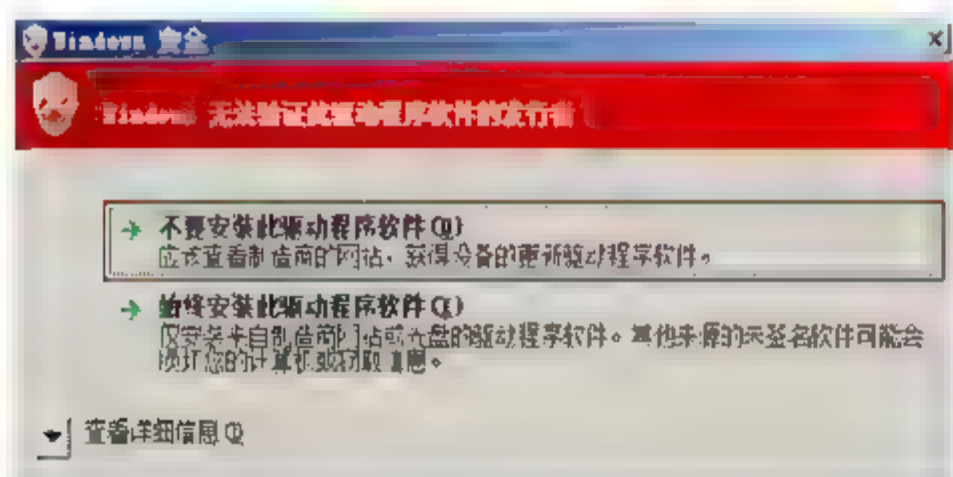 Windows 安全
Windows 无法验证此驱动程序软件的发行者
不要安装此驱动程序软件(N)
应该查看制造商的网站，获得设备的更新驱动程序软件。
始终安装此驱动程序软件(I)
仅安装来自制造商网站或光盘的驱动程序软件。其他来源的未签名软件可能会
损坏您的计算机或窃取信息。
查看详细信息(D)